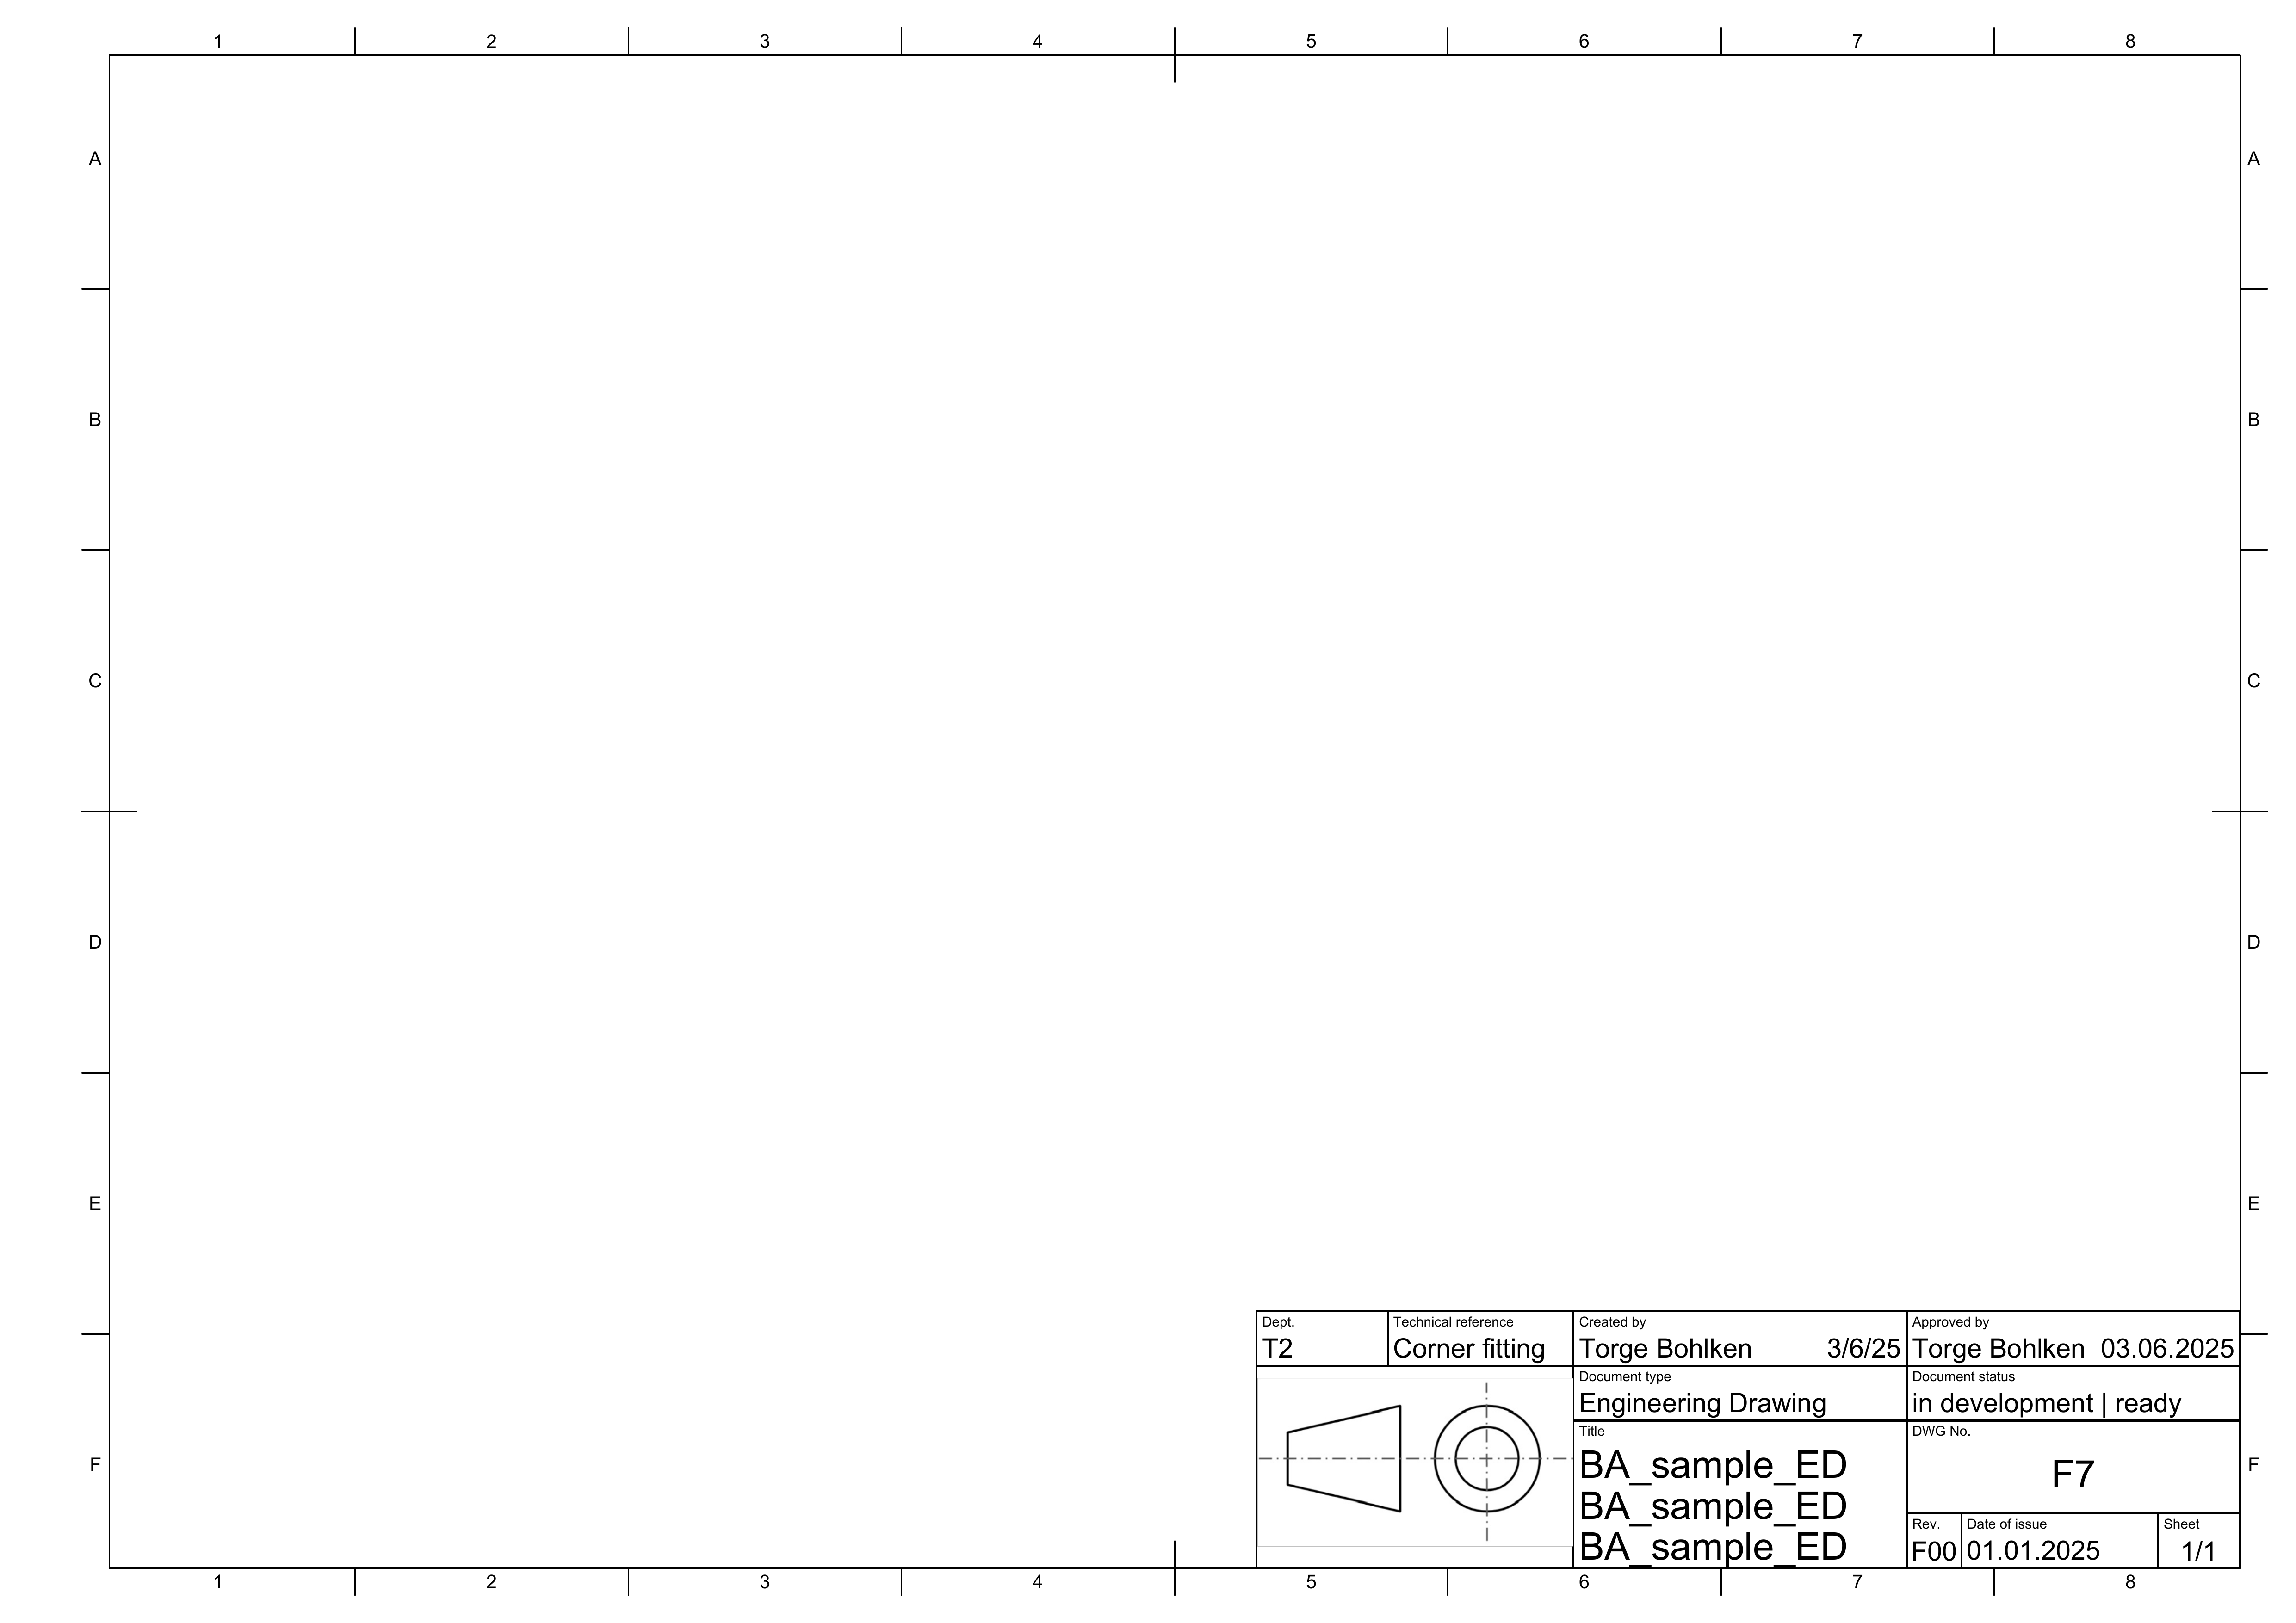 1 2 3 4 5 6 7 8
A A
B B
C C
D D
E E
F F
Dept. Technical reference Created by Approved by
T2 Corner fitting Torge Bohlken 3/6/25 Torge Bohlken 03.06.2025
Document type Document status
Engineering Drawing in development | ready
Title DWG No.
BA_sample_ED
F7
BA_sample_ED
Rev. Date of issue Sheet
BA_sample_ED
F00 01.01.2025 1/1
1 2 3 4 5 6 7 8